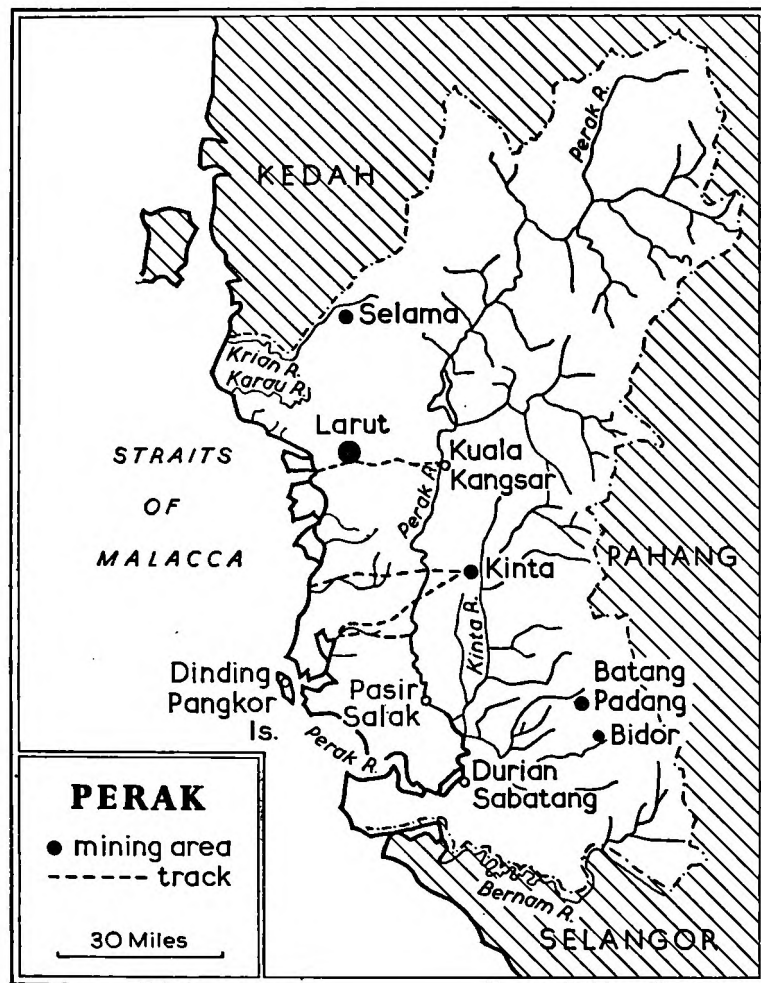 Perak R.
KEDAH
Selama
Krian R.
Karau R.
Larut
STRAITS
OF
MALACCA
Kuala
Kangsar
Perak R.
PAHANG
Kinta
Kinta R.
Dinding
Pangkor
Is.
Pasir
Salak
Batang
Padang
Bidor
Perak R.
Durian
Sabatang
PERAK
mining area
track
30 Miles
Bernam R.
SELANGOR